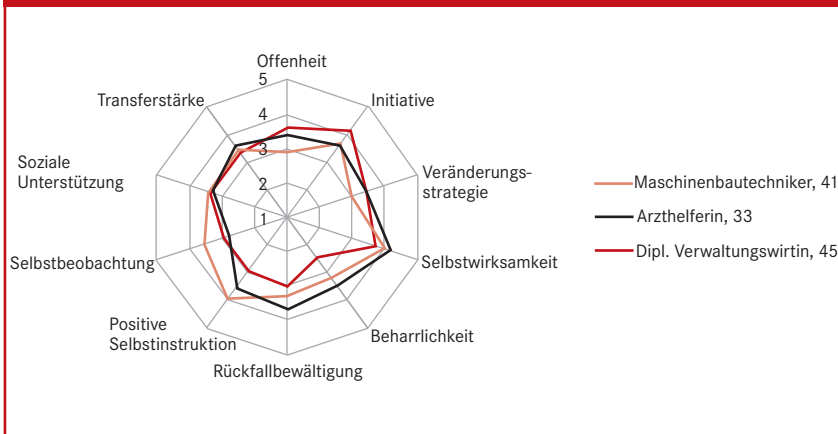 Offenheit
5
4
3
2
1
Initiative
Veränderungs-
strategie
Selbstwirksamkeit
Beharrlichkeit
Rückfallbewältigung
Positive
Selbstinstruktion
Selbstbeobachtung
Soziale
Unterstützung
Transferstärke
Maschinenbautechniker, 41
Arzthelferin, 33
Dipl. Verwaltungswirtin, 45